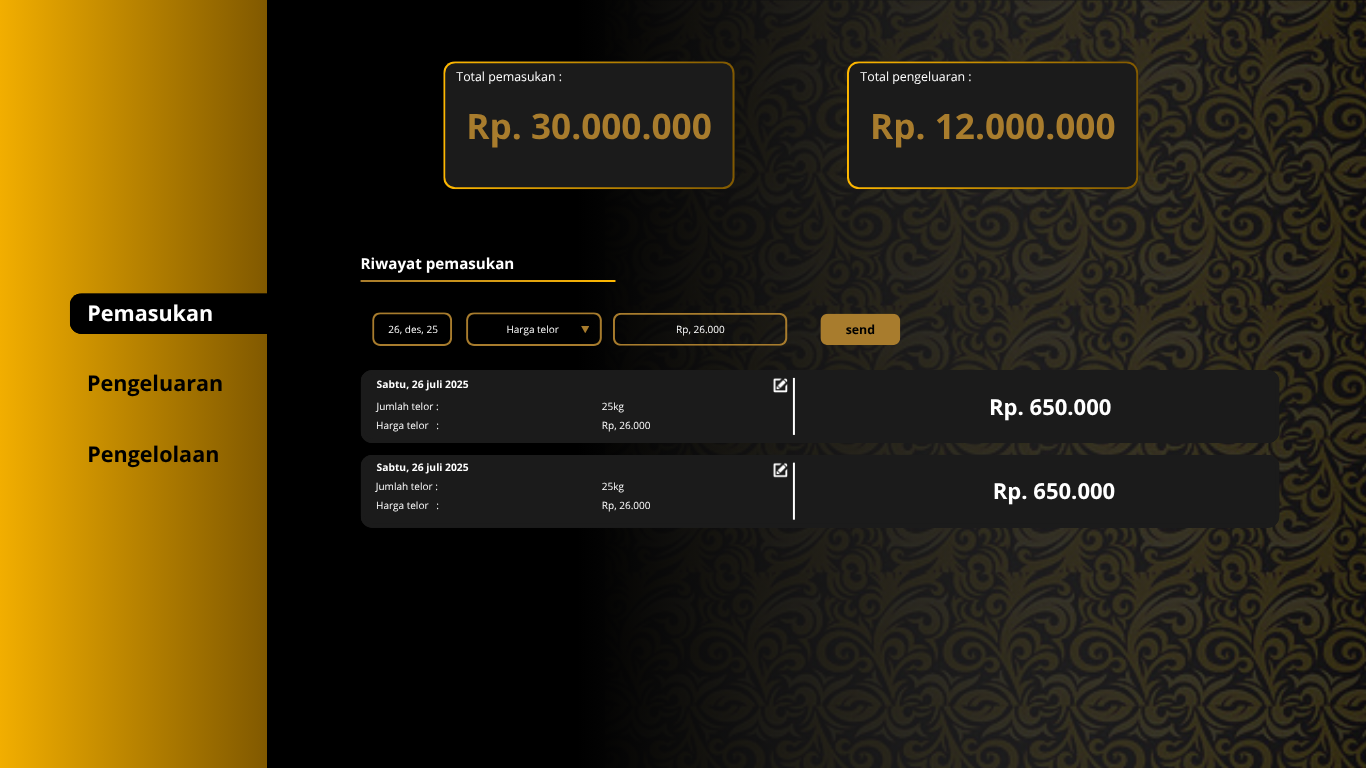 Total pemasukan :
Rp. 30.000.000
Total pengeluaran :
Rp. 12.000.000
Riwayat pemasukan
Pemasukan
Pengeluaran
Pengelolaan
26, des, 25
Harga telor
Rp, 26.000
send
Sabtu, 26 juli 2025
Jumlah telor : 25kg
Harga telor : Rp, 26.000
Rp. 650.000
Sabtu, 26 juli 2025
Jumlah telor : 25kg
Harga telor : Rp, 26.000
Rp. 650.000